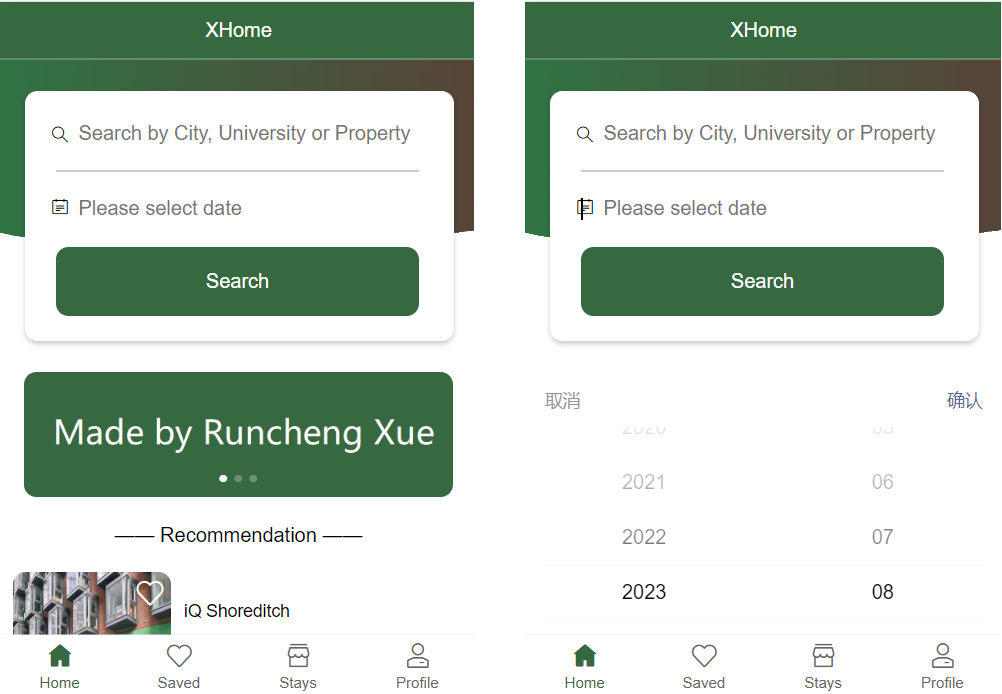 XHome
Search by City, University or Property
Please select date
Search
Made by Runcheng Xue
—— Recommendation ——
iQ Shoreditch
Home
Saved
Stays
Profile
XHome
Search by City, University or Property
Please select date
Search
取消
确认
2020 05
2021 06
2022 07
2023 08
Home
Saved
Stays
Profile